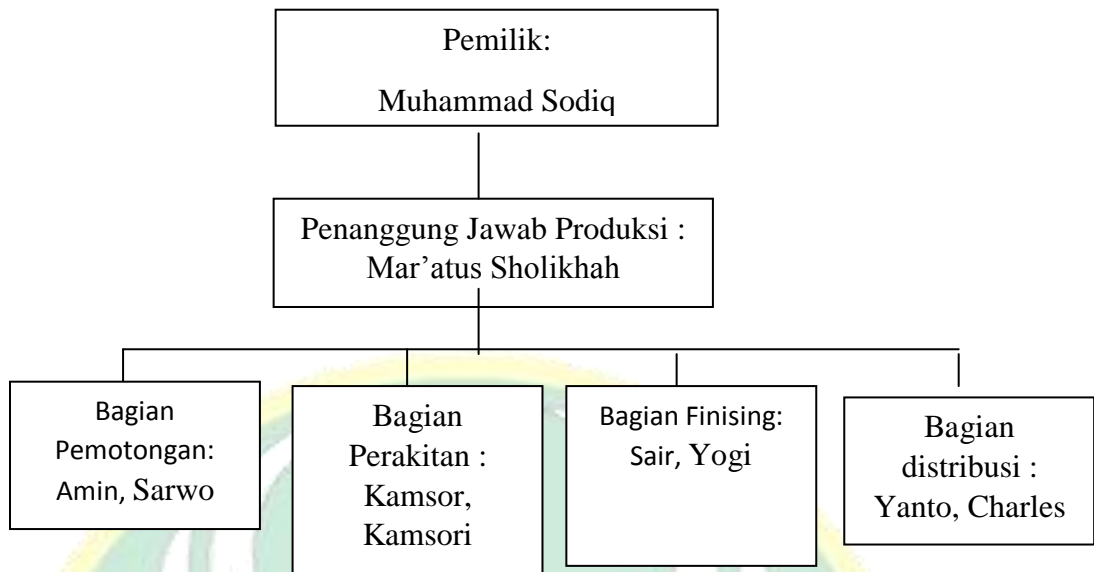 Pemilik:
Muhammad Sodiq
Penanggung Jawab Produksi :
Mar’atus Sholikhah
Bagian
Pemotongan:
Amin, Sarwo
Bagian
Perakitan :
Kamsor,
Kamsori
Bagian Finising:
Sair, Yogi
Bagian
distribusi :
Yanto, Charles